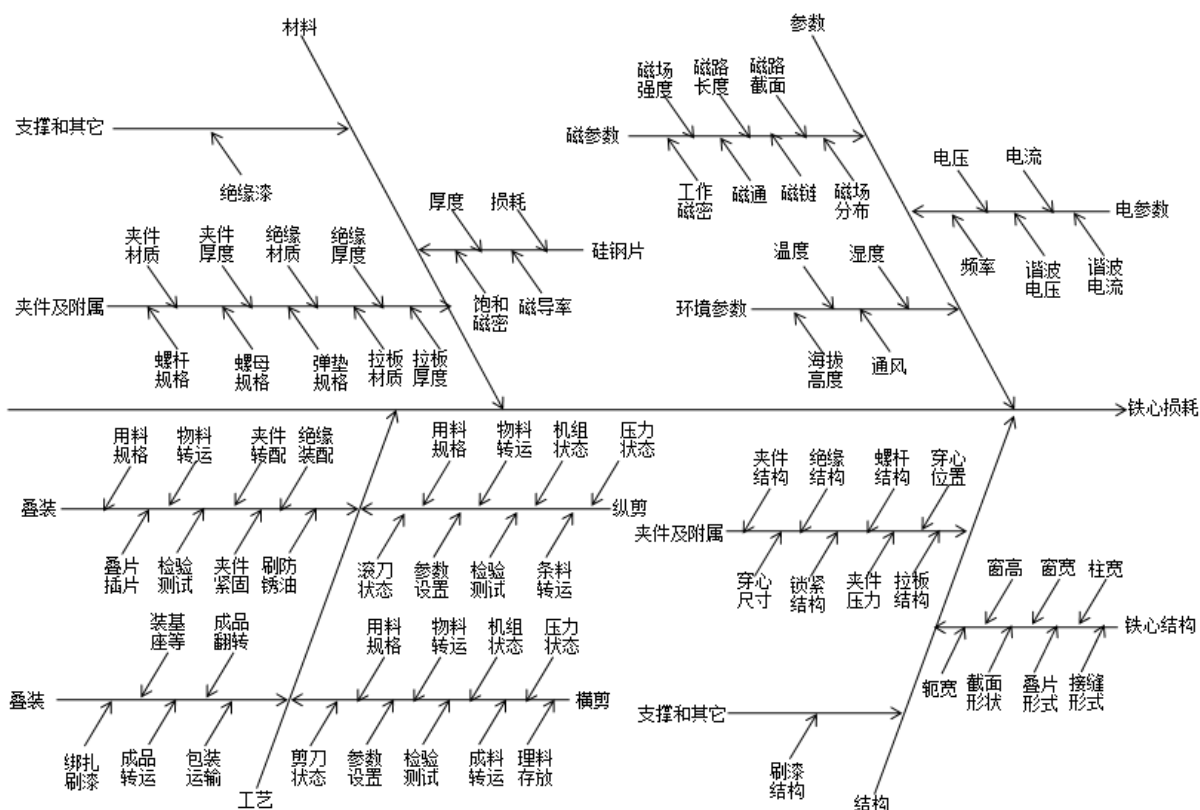 材料
参数
支撑和其它
绝缘漆
磁参数
磁场
强度
磁路
长度
磁路
截面
工作
磁密
磁通
磁链
磁场
分布
电压
电流
电参数
频率
谐波
电压
谐波
电流
厚度
损耗
硅钢片
饱和
磁密
磁导率
夹件
材质
夹件
厚度
绝缘
材质
绝缘
厚度
夹件及附属
螺杆
规格
螺母
规格
弹垫
规格
拉板
材质
拉板
厚度
温度
湿度
环境参数
海拔
高度
通风
铁心损耗
用料
规格
物料
转运
夹件
转配
绝缘
装配
叠装
叠片
插片
检验
测试
夹件
紧固
刷防
锈油
用料
规格
物料
转运
机组
状态
压力
状态
纵剪
滚刀
状态
参数
设置
检验
测试
条料
转运
夹件
结构
绝缘
结构
螺杆
结构
穿心
位置
夹件及附属
穿心
尺寸
锁紧
结构
夹件
压力
拉板
结构
窗高
窗宽
柱宽
铁心结构
轭宽
截面
形状
叠片
形式
接缝
形式
装基
座等
成品
翻转
叠装
绑扎
刷漆
成品
转运
包装
运输
用料
规格
物料
转运
机组
状态
压力
状态
横剪
剪刀
状态
参数
设置
检验
测试
成料
转运
理料
存放
支撑和其它
刷漆
结构
工艺
结构